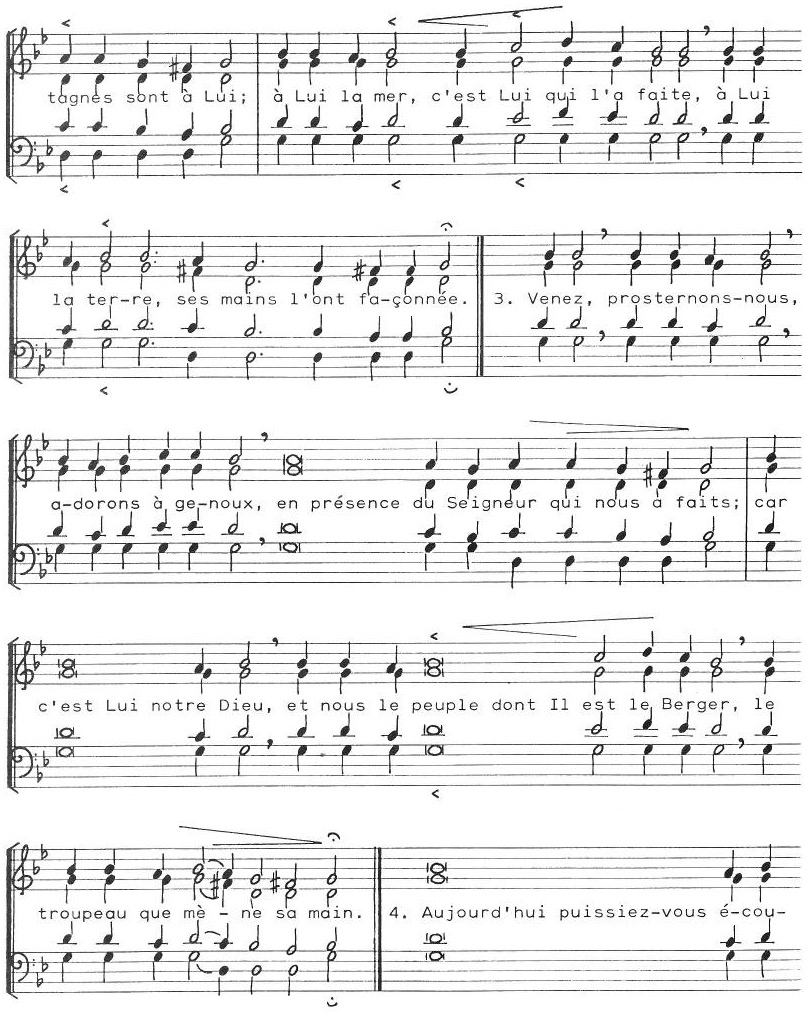 tagnes sont à Lui; à Lui la mer, c'est Lui qui l'a faite, à Lui
la ter-re, ses mains l'ont fa-çonnée. 3. Venez, prosternons-nous,
a-dorons à ge-noux, en présence du Seigneur qui nous a faits; car
c'est Lui notre Dieu, et nous le peuple dont Il est le Berger, le
troupeau que mè - ne sa main. 4. Aujourd'hui puissiez-vous é-cou-